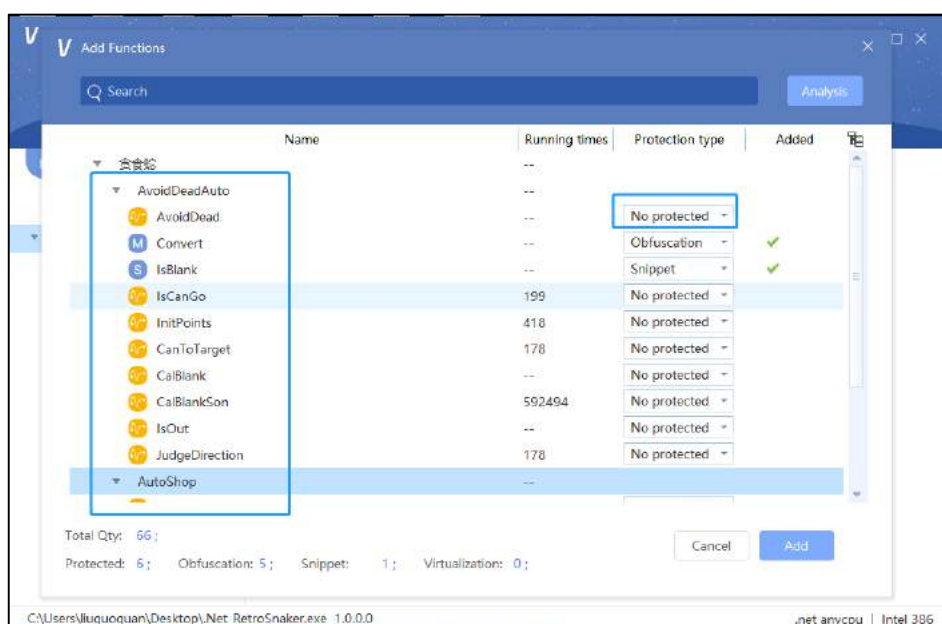 V
V Add Functions
Search
Analysis
Name Running times Protection type Added
贪食蛇 --
AvoidDeadAuto --
AvoidDead -- No protected
M Convert -- Obfuscation
S IsBlank -- Snippet
IsCanGo 199 No protected
InitPoints 418 No protected
CanToTarget 178 No protected
CalBlank -- No protected
CalBlankSon 592494 No protected
IsOut -- No protected
JudgeDirection 178 No protected
AutoShop --
Total Qty: 66 ;
Cancel Add
Protected: 6 ; Obfuscation: 5 ; Snippet: 1 ; Virtualization: 0 ;
C:\Users\liuguoquan\Desktop\.Net RetroSnaker.exe 1.0.0.0 .net anycpu | Intel 386